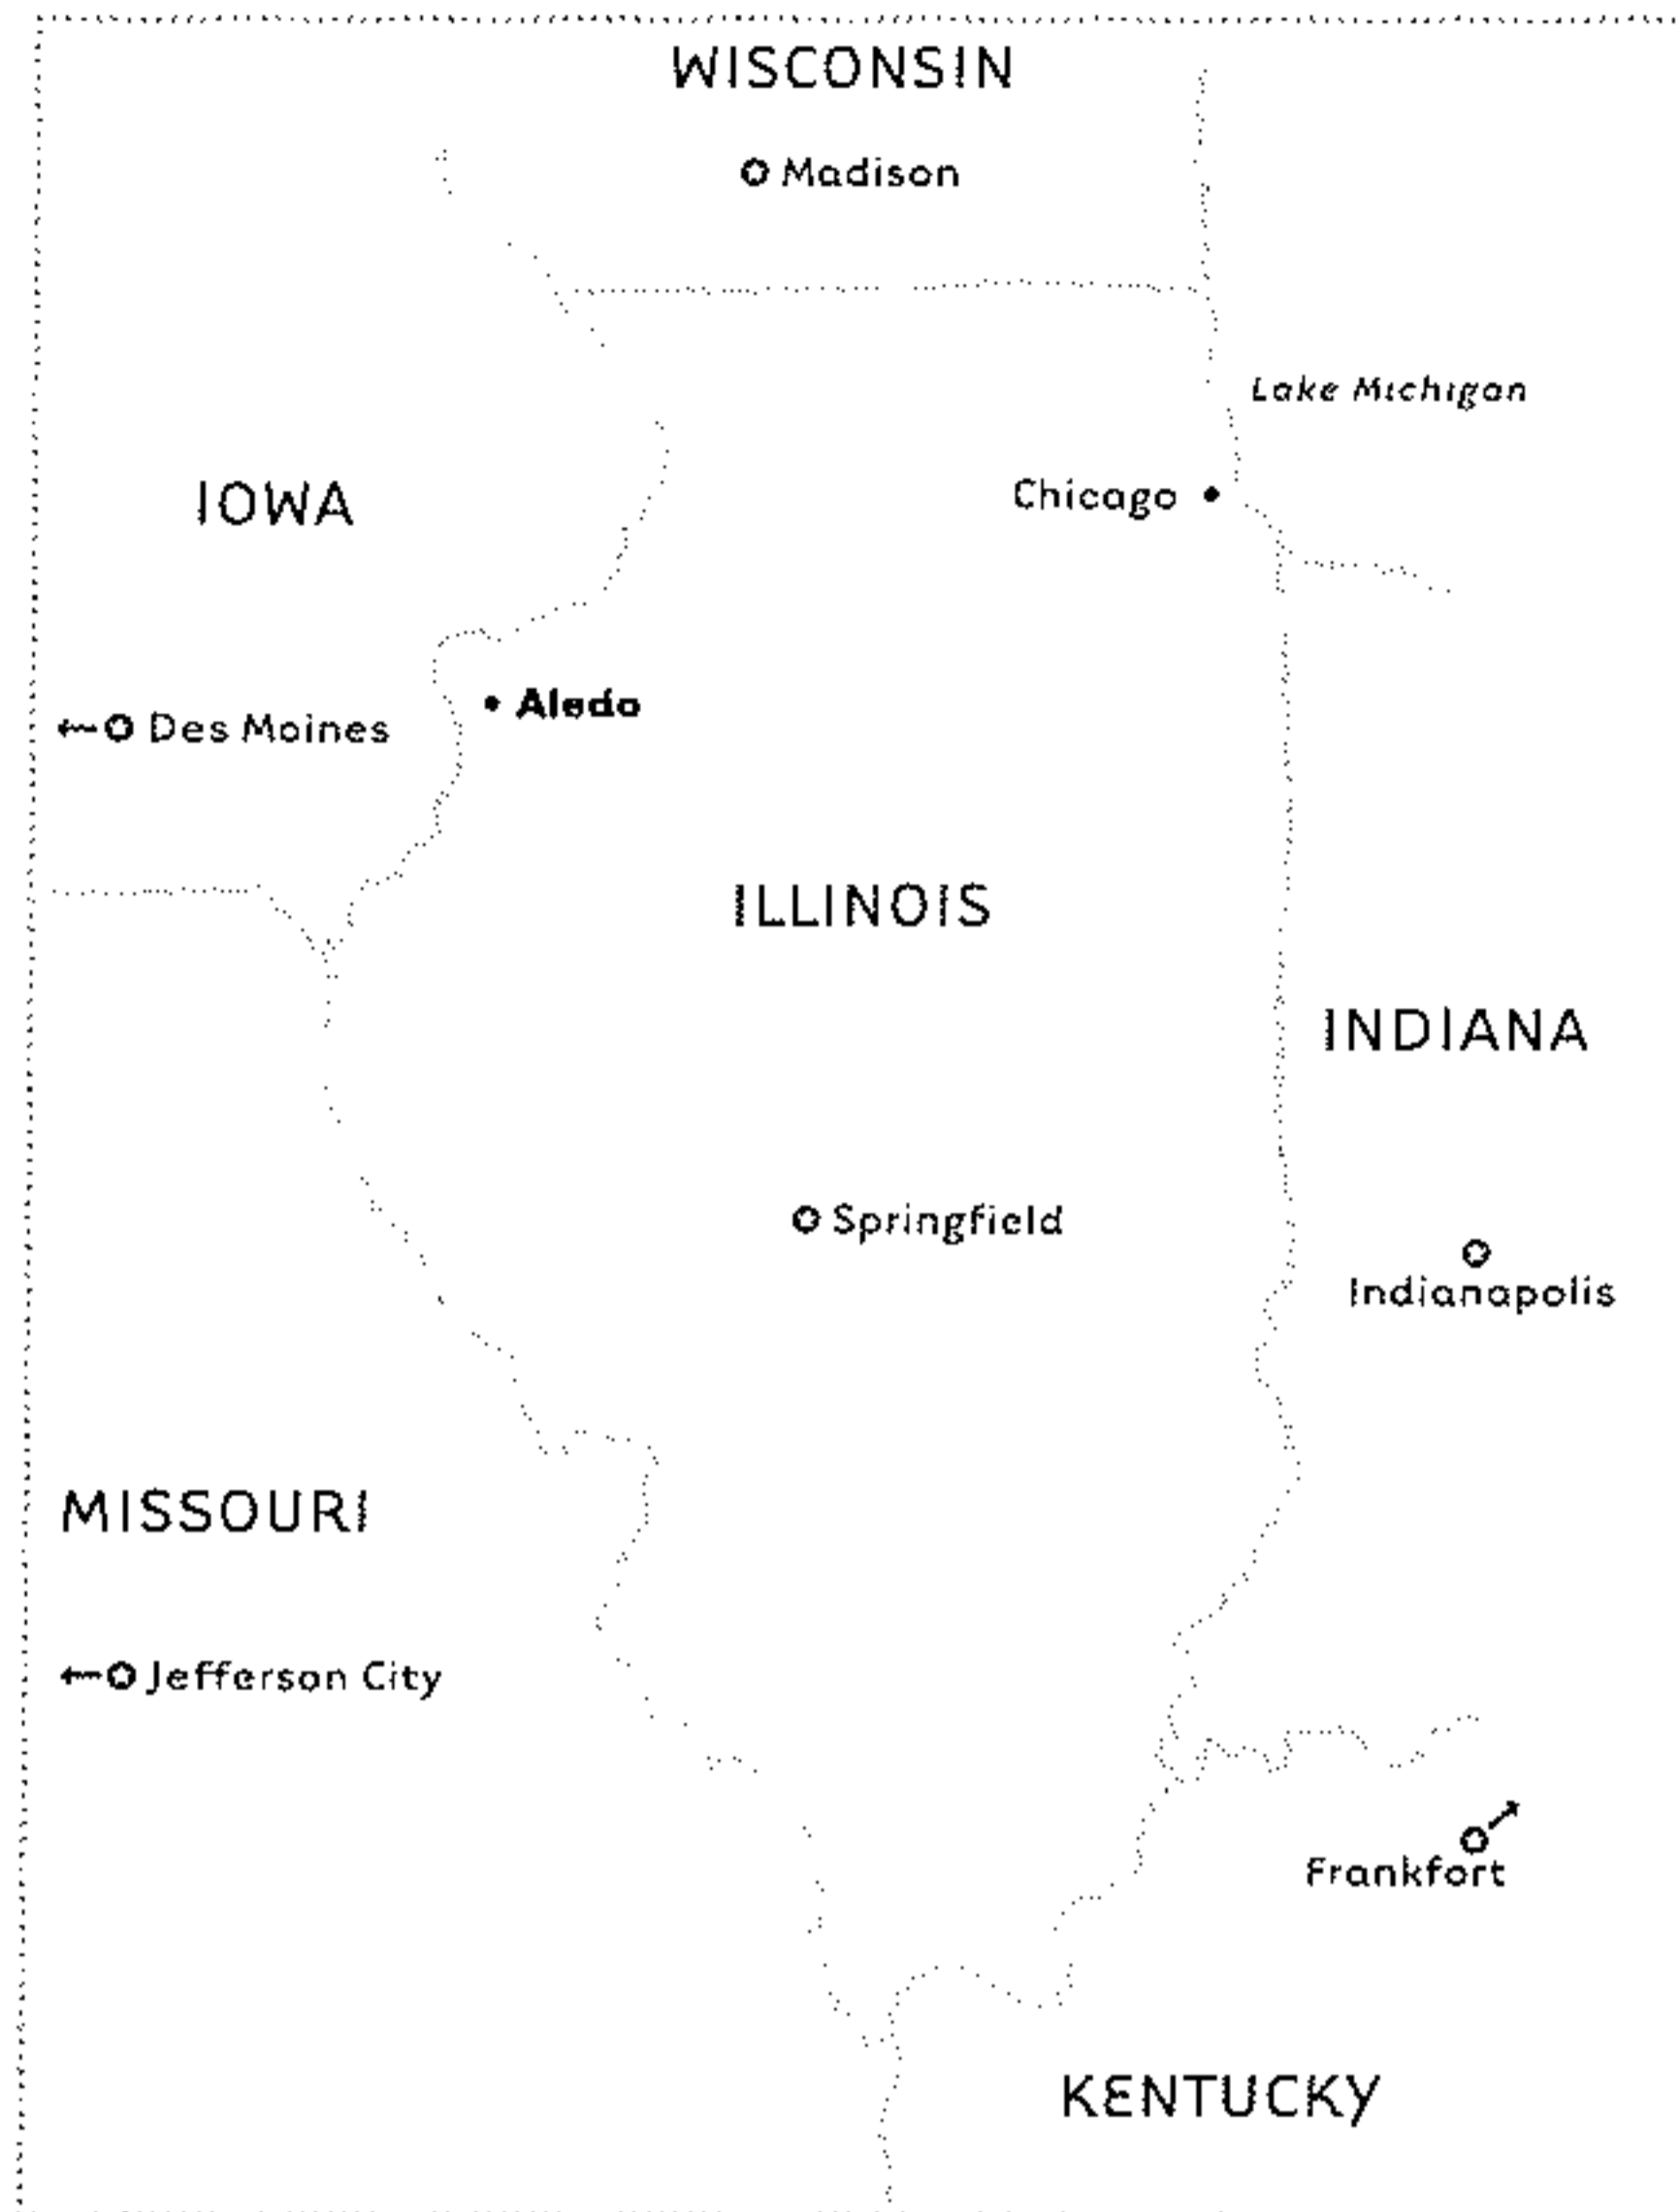 WISCONSIN
Madison
Lake Michigan
IOWA
Chicago
Aledo
Des Moines
ILLINOIS
INDIANA
Springfield
Indianapolis
MISSOURI
Jefferson City
Frankfort
KENTUCKY